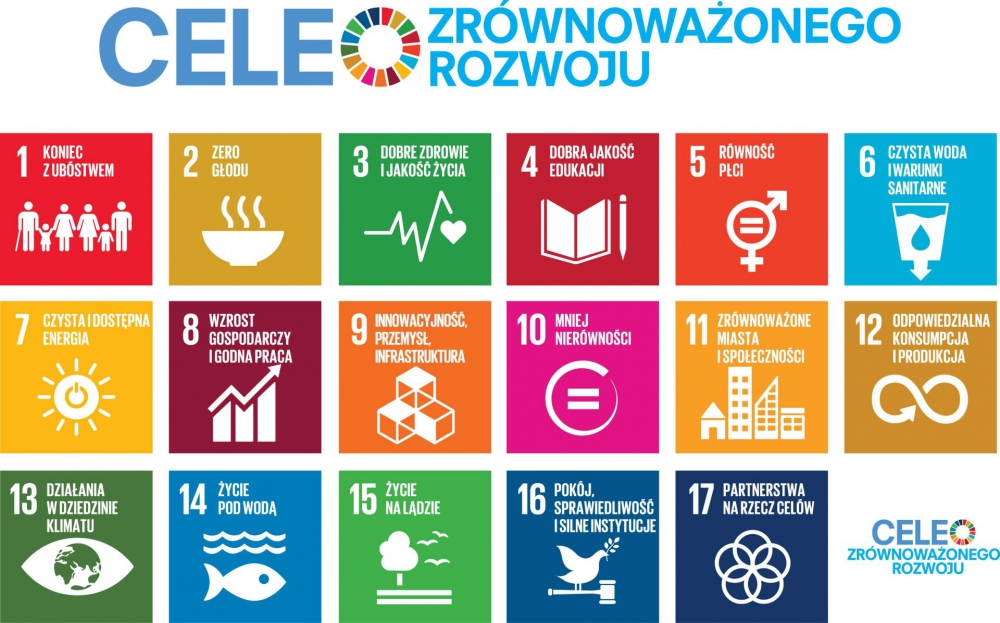 CELE
ZRÓWNOWAŻONEGO
ROZWOJU
1 KONIEC
Z UBÓSTWEM
2 ZERO
GŁODU
3 DOBRE ZDROWIE
I JAKOŚĆ ŻYCIA
4 DOBRA JAKOŚĆ
EDUKACJI
5 RÓWNOŚĆ
PŁCI
6 CZYSTA WODA
I WARUNKI
SANITARNE
7 CZYSTA I DOSTĘPNA
ENERGIA
8 WZROST
GOSPODARCZY
I GODNA PRACA
9 INNOWACYJNOŚĆ,
PRZEMYSŁ,
INFRASTRUKTURA
10 MNIEJ
NIERÓWNOŚCI
11 ZRÓWNOWAŻONE
MIASTA
I SPOŁECZNOŚCI
12 ODPOWIEDZIALNA
KONSUMPCJA
I PRODUKCJA
13 DZIAŁANIA
W DZIEDZINIE
KLIMATU
14 ŻYCIE
POD WODĄ
15 ŻYCIE
NA LĄDZIE
16 POKÓJ,
SPRAWIEDLIWOŚĆ
I SILNE INSTYTUCJE
17 PARTNERSTWA
NA RZECZ CELÓW
CELE
ZRÓWNOWAŻONEGO
ROZWOJU